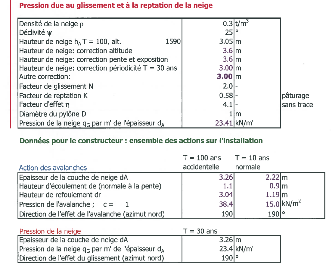 Pression due au glissement et à la reptation de la neige
Densité de la neige ρ 0.3 t/m³
Déclivité ψ 25 °
Hauteur de neige h₀ T = 100, alt. 1590 3.05 m
Hauteur de neige: correction altitude 3.6 m
Hauteur de neige: correction pente et exposition 3.6 m
Hauteur de neige: correction périodicité T = 30 ans 3.00 m
Autre correction: 3.00 m
Facteur de glissement N 2.0 -
Facteur de reptation K 0.58 - pâturage
Facteur d'effet η 4.1 - sans trace
Diamètre du pylône D 1 m
Pression de la neige qG par m' de l'épaisseur dA 23.41 kN/m'
Données pour le constructeur : ensemble des actions sur l'installation
T = 100 ans T = 10 ans
Action des avalanches accidentelle normale
Epaisseur de la couche de neige dA 3.26 m 2.22 m
Hauteur d'écoulement de (normale à la pente) 1.1 m 0.9 m
Hauteur de refoulement dr 3.04 m 1.19 m
Pression de l'avalanche ; c = 1 38.4 kN/m² 15.0 kN/m²
Direction de l'effet de l'avalanche (azimut nord) 190 ° 190 °
Pression de la neige T = 30 ans
Epaisseur de la couche de neige dA 3.26 m
Pression de la neige qG par m' de l'épaisseur dA 23.4 kN/m'
Direction de l'effet du glissement (azimut nord) 190 °